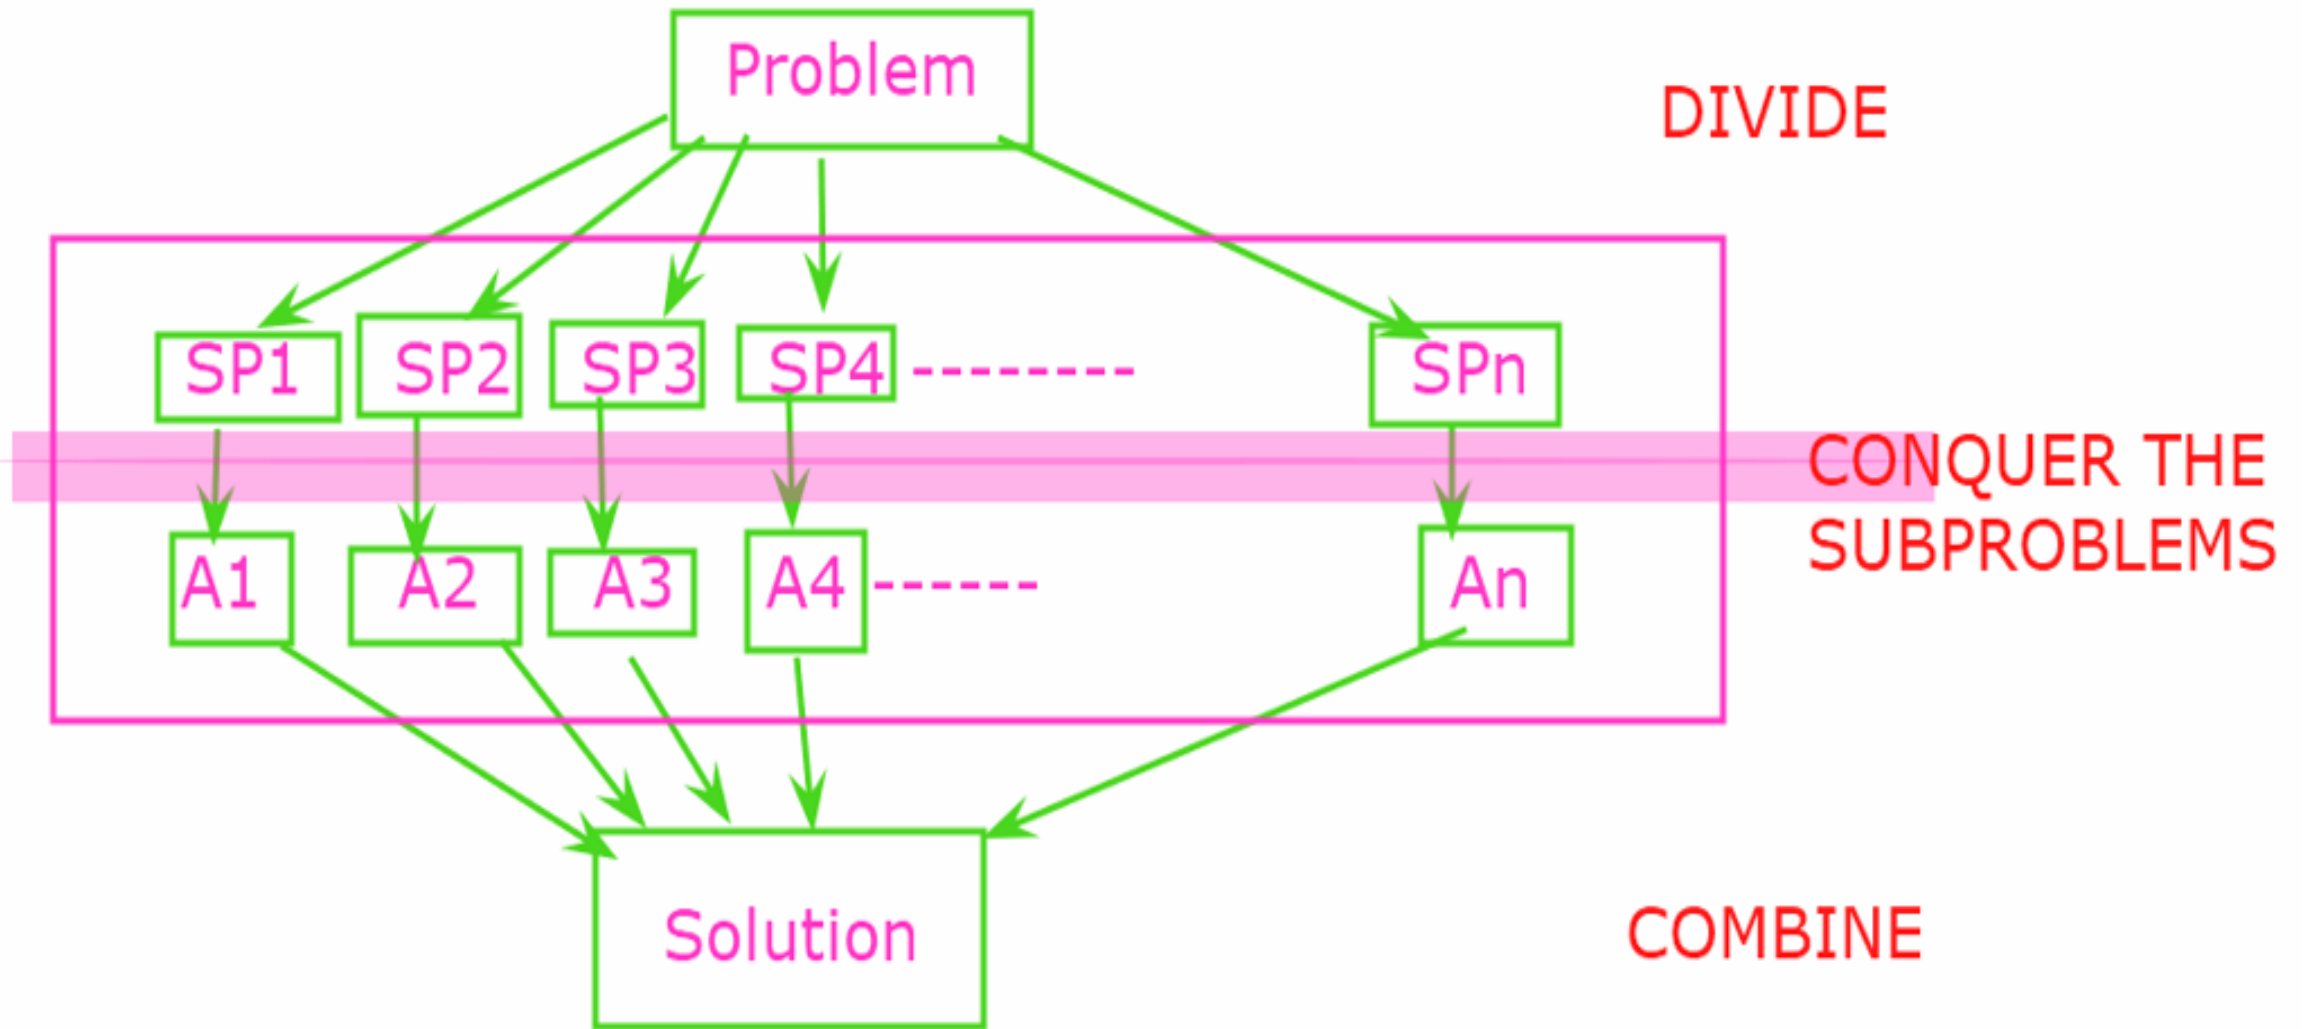 Problem
DIVIDE
SP1 SP2 SP3 SP4 -------- SPn
CONQUER THE
SUBPROBLEMS
A1 A2 A3 A4 ------ An
Solution
COMBINE